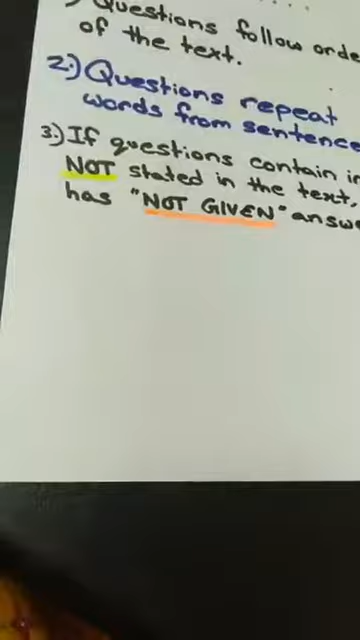 Questions follow orde
of the text.
2.) Questions repeat
words from sentence
3.) If questions contain in
NOT stated in the text,
has "NOT GIVEN" answe